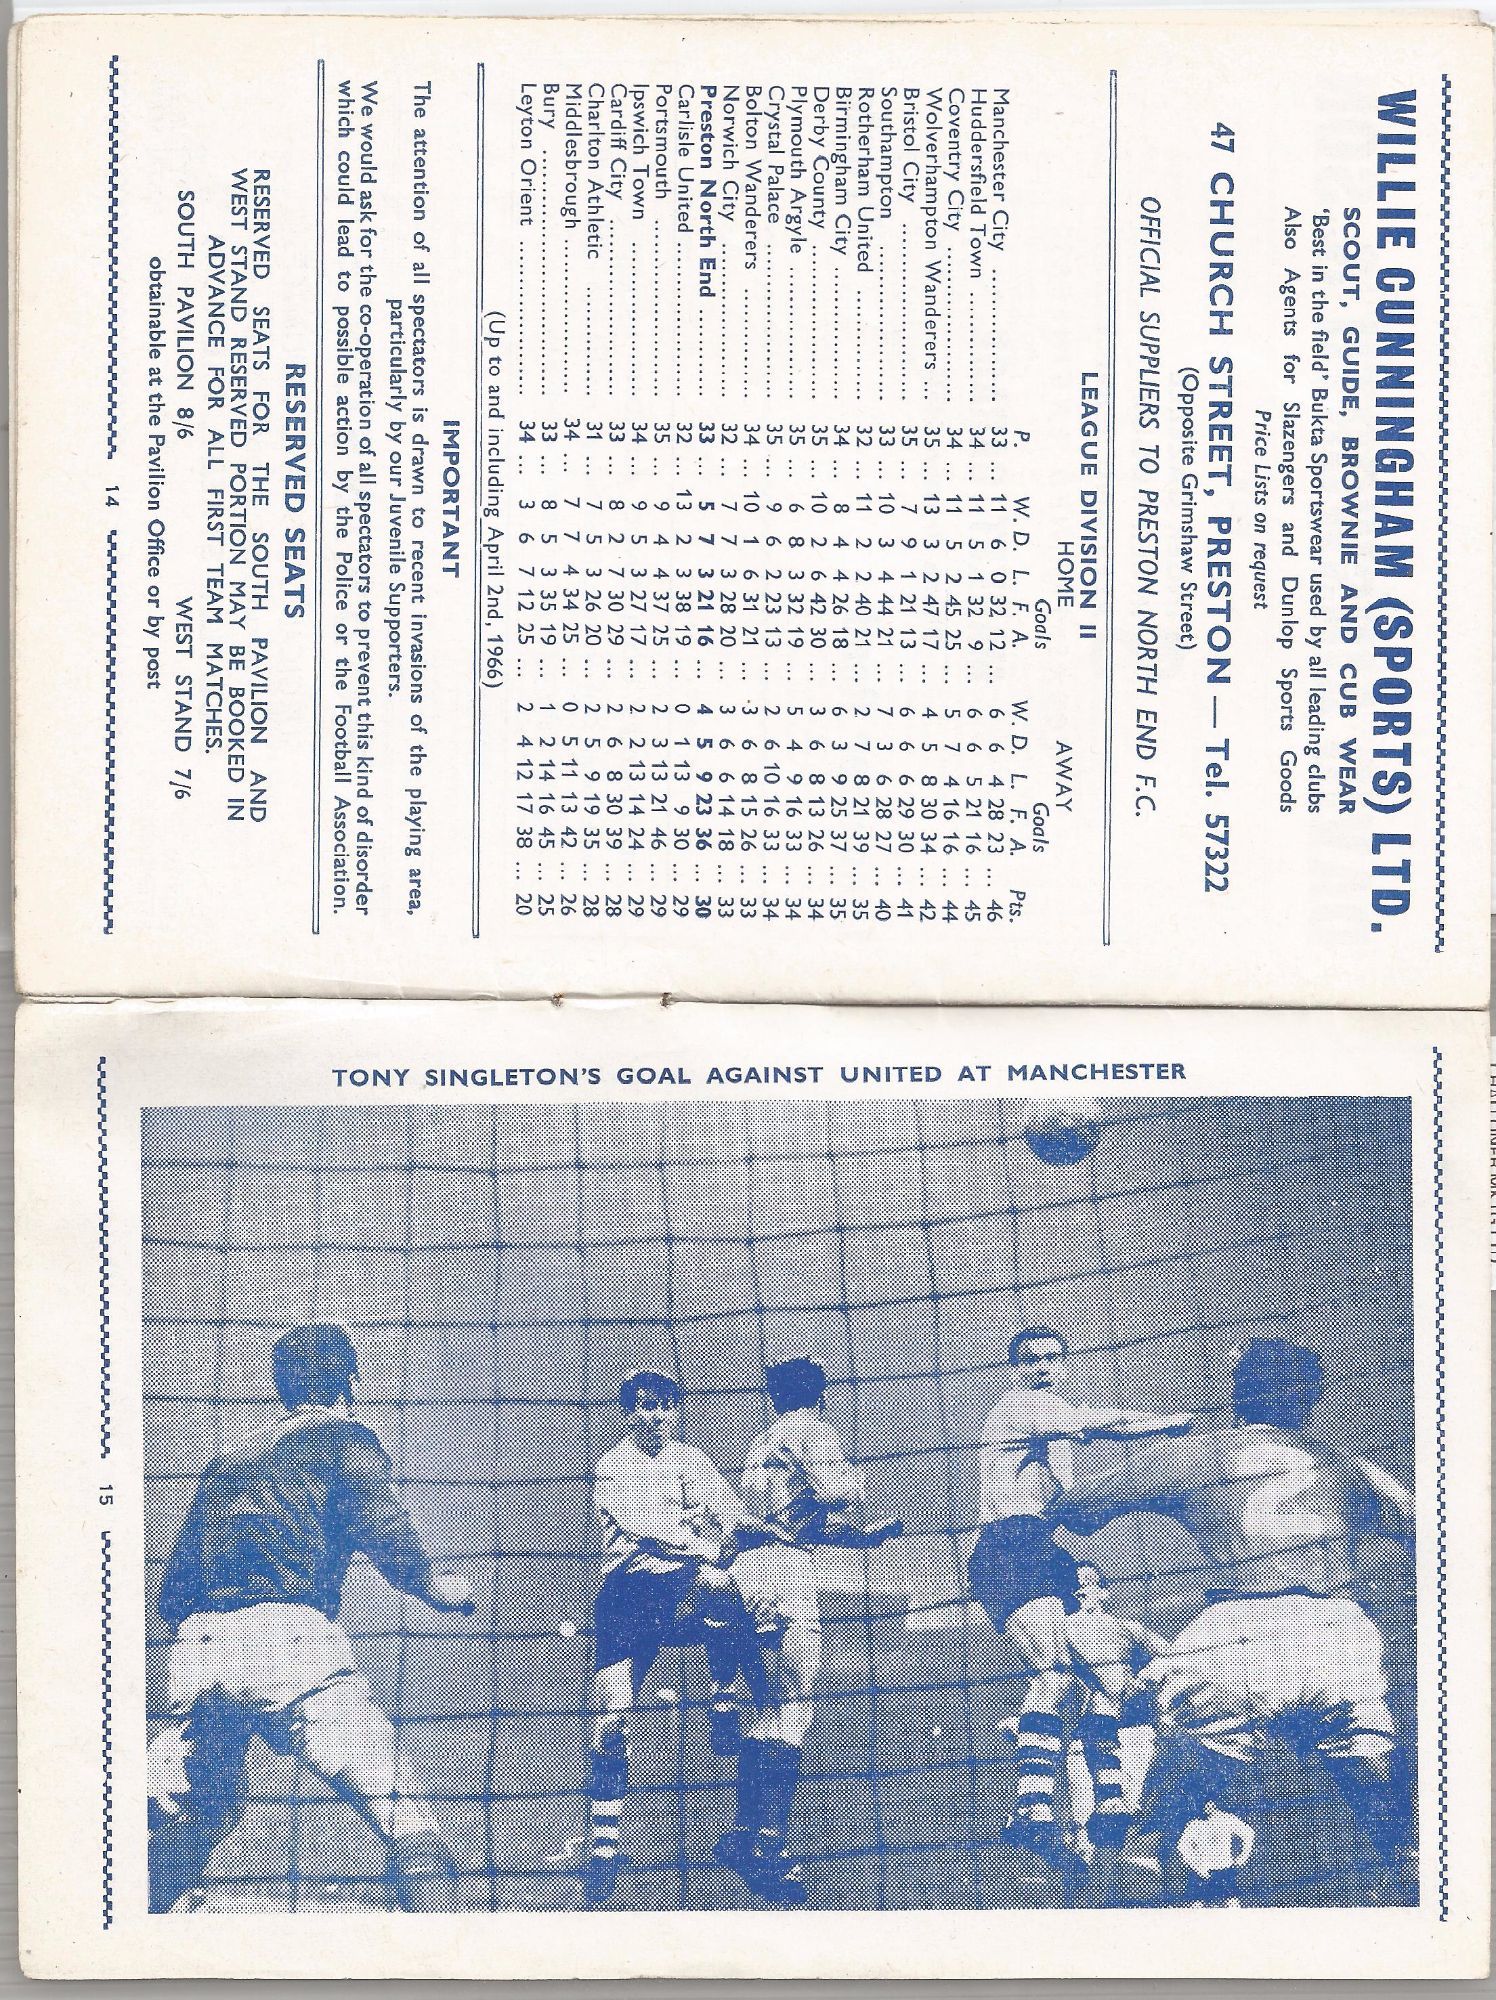 WILLIE CUNNINGHAM (SPORTS) LTD.
SCOUT, GUIDE, BROWNIE AND CUB WEAR
'Best in the field' Bukta Sportswear used by all leading clubs
Also Agents for Slazengers and Dunlop Sports Goods
Price Lists on request
47 CHURCH STREET, PRESTON — Tel. 57322
(Opposite Grimshaw Street)
OFFICIAL SUPPLIERS TO PRESTON NORTH END F.C.
LEAGUE DIVISION II
HOME AWAY
Goals Goals
P. W. D. L. F. A. W. D. L. F. A. Pts.
Manchester City ... 33 ... 11 6 0 32 12 ... 6 6 4 28 23 ... 46
Huddersfield Town ... 34 ... 11 5 1 32 9 ... 6 6 5 21 16 ... 45
Coventry City ... 34 ... 11 5 2 45 25 ... 5 7 4 16 16 ... 44
Wolverhampton Wanderers ... 35 ... 13 3 2 47 17 ... 4 5 8 30 34 ... 42
Bristol City ... 35 ... 7 9 1 21 13 ... 6 6 6 29 30 ... 41
Southampton ... 33 ... 10 3 4 44 21 ... 7 3 6 28 27 ... 40
Rotherham United ... 32 ... 11 2 2 40 21 ... 2 7 8 21 39 ... 35
Birmingham City ... 34 ... 8 4 4 26 18 ... 6 3 9 25 37 ... 35
Derby County ... 35 ... 10 2 6 42 30 ... 3 6 8 13 26 ... 34
Plymouth Argyle ... 35 ... 6 8 3 32 19 ... 5 4 9 16 33 ... 34
Crystal Palace ... 35 ... 9 6 2 23 13 ... 2 6 10 16 33 ... 34
Bolton Wanderers ... 34 ... 10 1 6 31 21 ... 3 6 8 15 26 ... 33
Norwich City ... 32 ... 7 7 3 28 20 ... 3 6 6 14 18 ... 33
Preston North End ... 33 ... 5 7 3 21 16 ... 4 5 9 23 36 ... 30
Carlisle United ... 32 ... 13 2 3 38 19 ... 0 1 13 9 30 ... 29
Portsmouth ... 35 ... 9 4 4 37 25 ... 2 3 13 21 46 ... 29
Ipswich Town ... 34 ... 9 5 3 27 17 ... 2 2 13 14 24 ... 29
Cardiff City ... 33 ... 8 2 7 30 29 ... 2 6 8 30 39 ... 28
Charlton Athletic ... 31 ... 7 5 3 26 20 ... 2 5 9 19 35 ... 28
Middlesbrough ... 34 ... 7 7 4 34 25 ... 0 5 11 13 42 ... 26
Bury ... 33 ... 8 5 3 35 19 ... 1 2 14 16 45 ... 25
Leyton Orient ... 34 ... 3 6 7 12 25 ... 2 4 12 17 38 ... 20
(Up to and including April 2nd, 1966)
IMPORTANT
The attention of all spectators is drawn to recent invasions of the playing area,
particularly by our Juvenile Supporters.
We would ask for the co-operation of all spectators to prevent this kind of disorder
which could lead to possible action by the Police or the Football Association.
RESERVED SEATS
RESERVED SEATS FOR THE SOUTH PAVILION AND
WEST STAND RESERVED PORTION MAY BE BOOKED IN
ADVANCE FOR ALL FIRST TEAM MATCHES.
SOUTH PAVILION 8/6 WEST STAND 7/6
obtainable at the Pavilion Office or by post
14
TONY SINGLETON'S GOAL AGAINST UNITED AT MANCHESTER
2
15